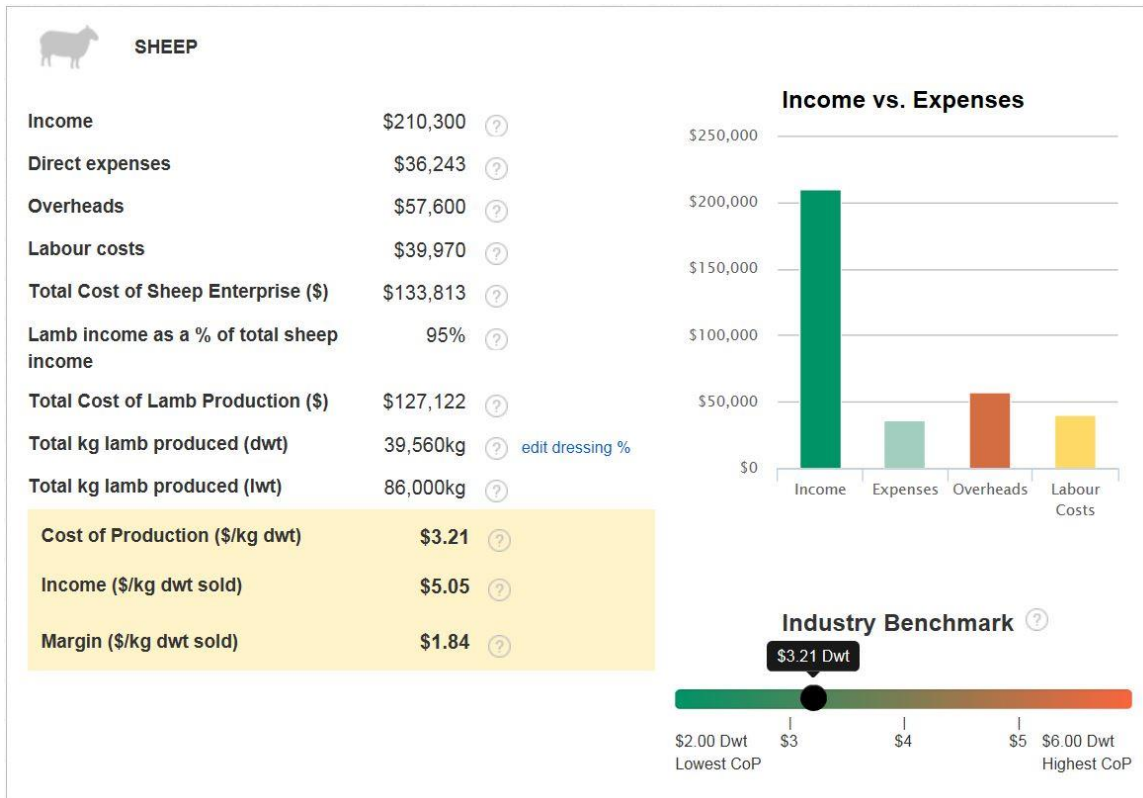 SHEEP
Income $210,300 ?
Direct expenses $36,243 ?
Overheads $57,600 ?
Labour costs $39,970 ?
Total Cost of Sheep Enterprise ($) $133,813 ?
Lamb income as a % of total sheep 95% ?
income
Total Cost of Lamb Production ($) $127,122 ?
Total kg lamb produced (dwt) 39,560kg ? edit dressing %
Total kg lamb produced (lwt) 86,000kg ?
Cost of Production ($/kg dwt) $3.21 ?
Income ($/kg dwt sold) $5.05 ?
Margin ($/kg dwt sold) $1.84 ?
Income vs. Expenses
$250,000
$200,000
$150,000
$100,000
$50,000
$0
Income Expenses Overheads Labour
Costs
Industry Benchmark ?
$3.21 Dwt
$2.00 Dwt $3 $4 $5 $6.00 Dwt
Lowest CoP Highest CoP